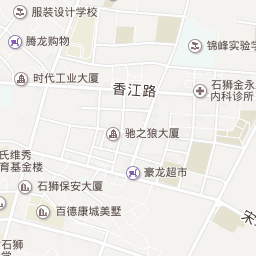 服装设计学校
腾龙购物
锦峰实验学
时代工业大厦
香江路
石狮金永
内科诊所
驰之狼大厦
氏维秀
育基金楼
豪龙超市
石狮保安大厦
百德康城美墅
宋
石狮
学